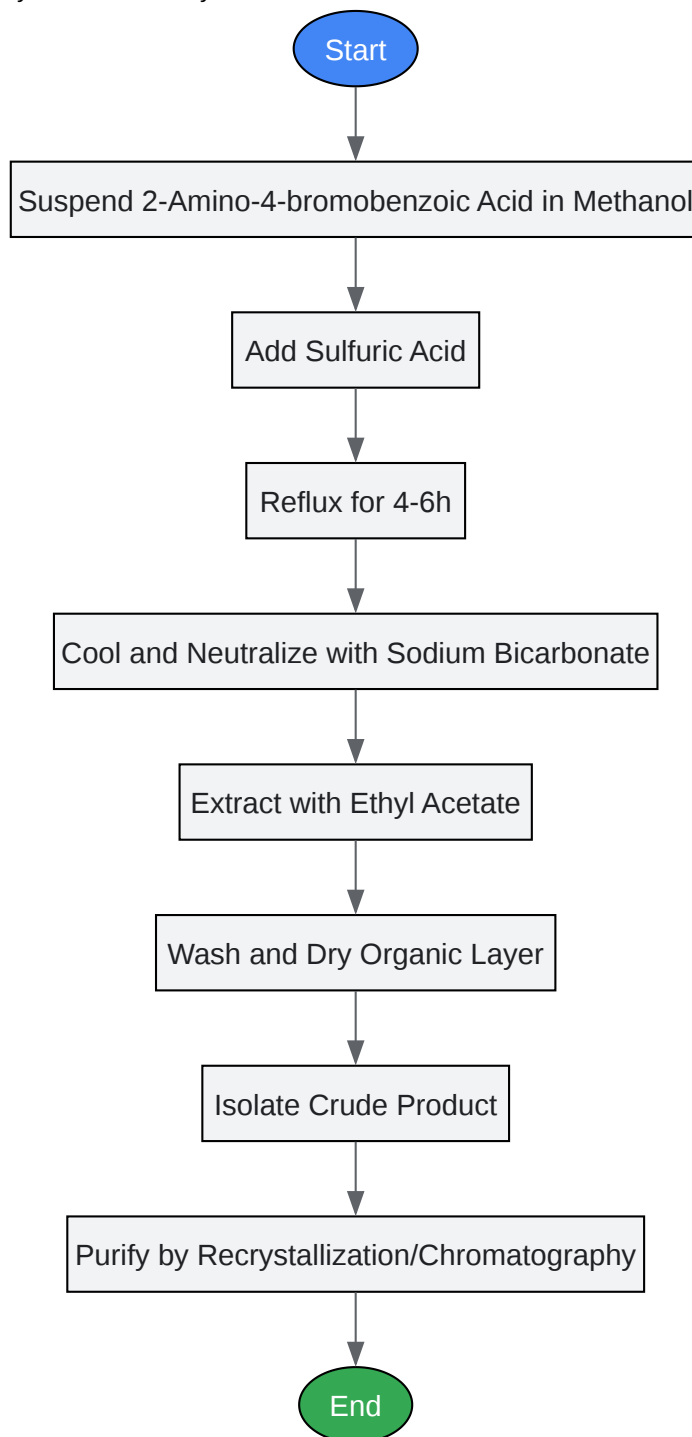 Start
Suspend 2-Amino-4-bromobenzoic Acid in Methanol
Add Sulfuric Acid
Reflux for 4-6h
Cool and Neutralize with Sodium Bicarbonate
Extract with Ethyl Acetate
Wash and Dry Organic Layer
Isolate Crude Product
Purify by Recrystallization/Chromatography
End